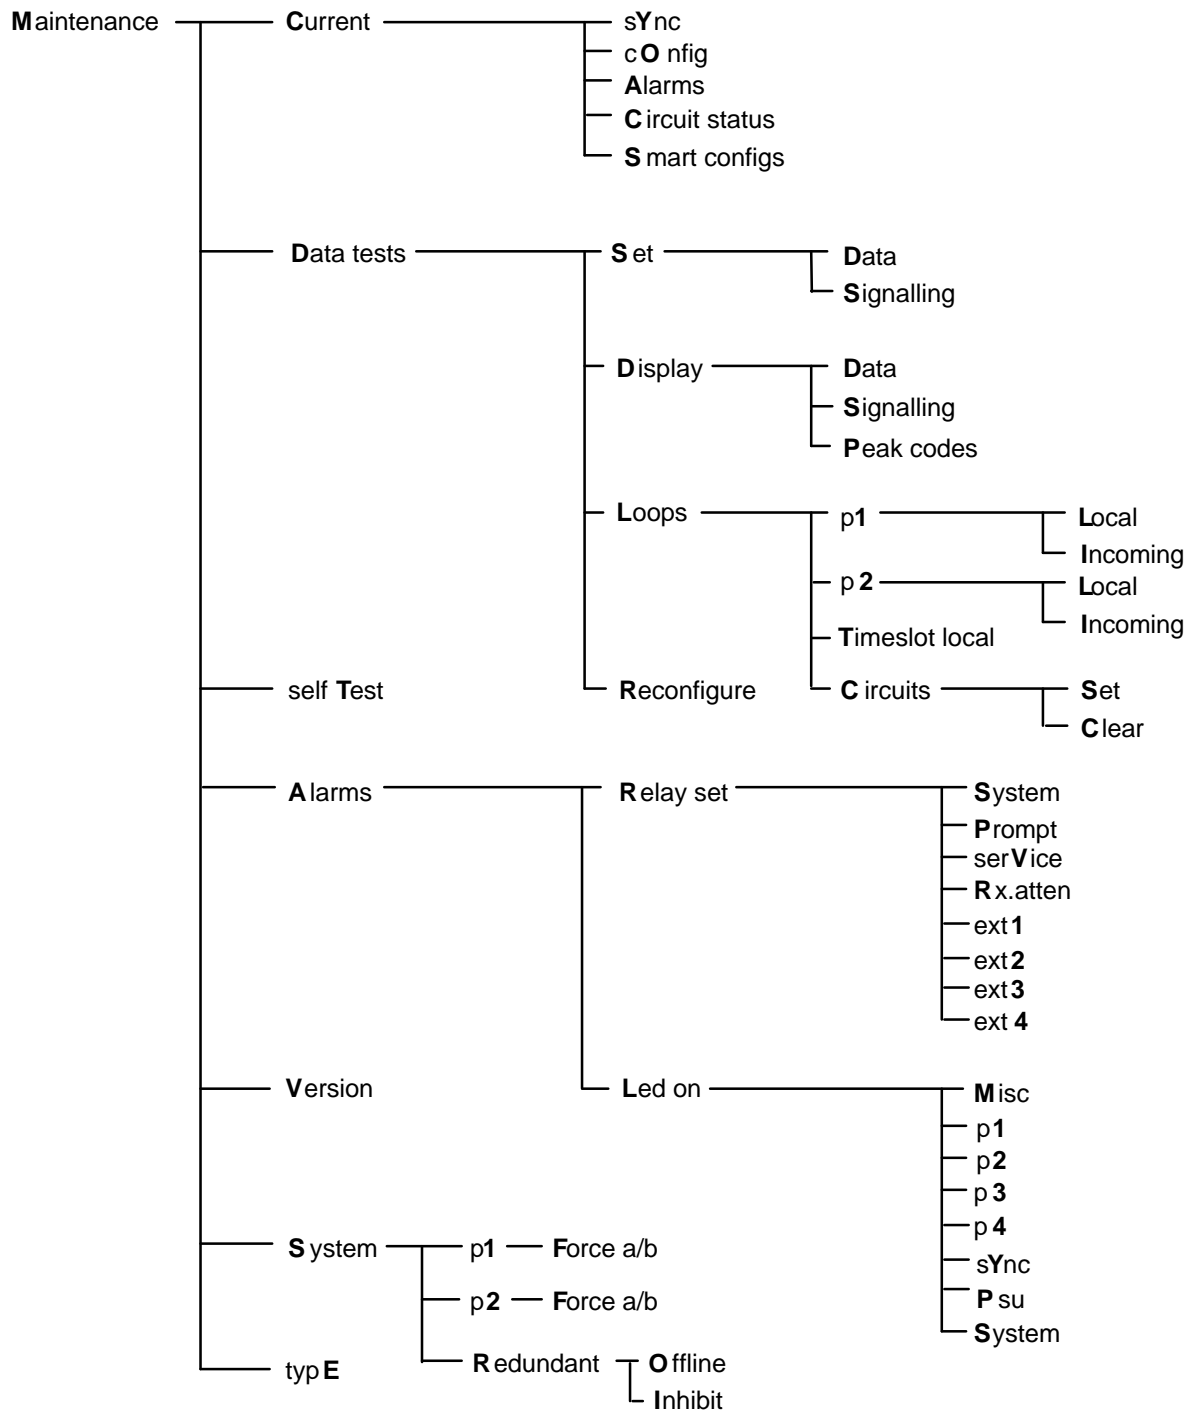 Maintenance
Current
sYnc
cOnfig
Alarms
Circuit status
Smart configs
Data tests
Set
Data
Signalling
Display
Data
Signalling
Peak codes
Loops
p1
Local
Incoming
p2
Local
Incoming
Timeslot local
Circuits
Set
Clear
Reconfigure
self Test
Alarms
Relay set
System
Prompt
serVice
Rx.atten
ext1
ext2
ext3
ext4
Led on
Misc
p1
p2
p3
p4
sYnc
Psu
System
Version
System
p1
Force a/b
p2
Force a/b
Redundant
Offline
Inhibit
typE